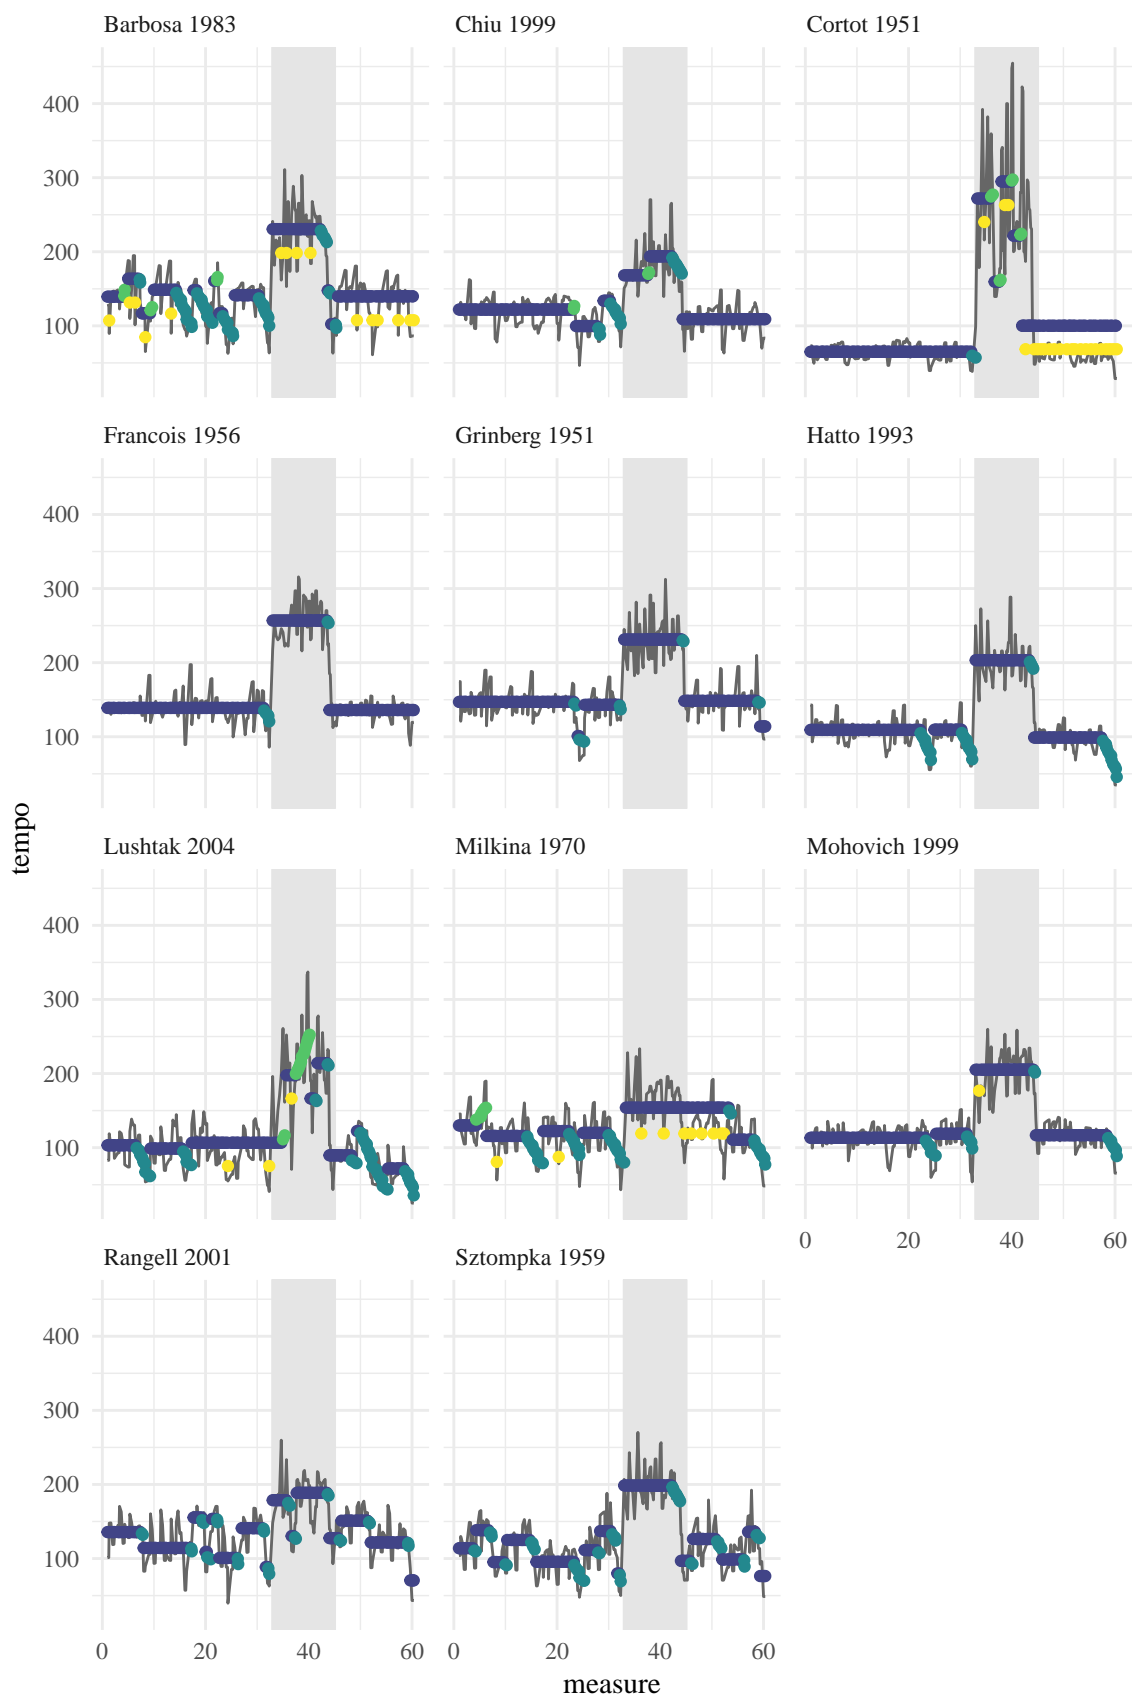 Barbosa 1983
Chiu 1999
Cortot 1951
400
300
200
100
Francois 1956
Grinberg 1951
Hatto 1993
400
300
200
100
tempo
Lushtak 2004
Milkina 1970
Mohovich 1999
400
300
200
100
0 20 40 60
Rangell 2001
Sztompka 1959
400
300
200
100
0 20 40 60
0 20 40 60
measure